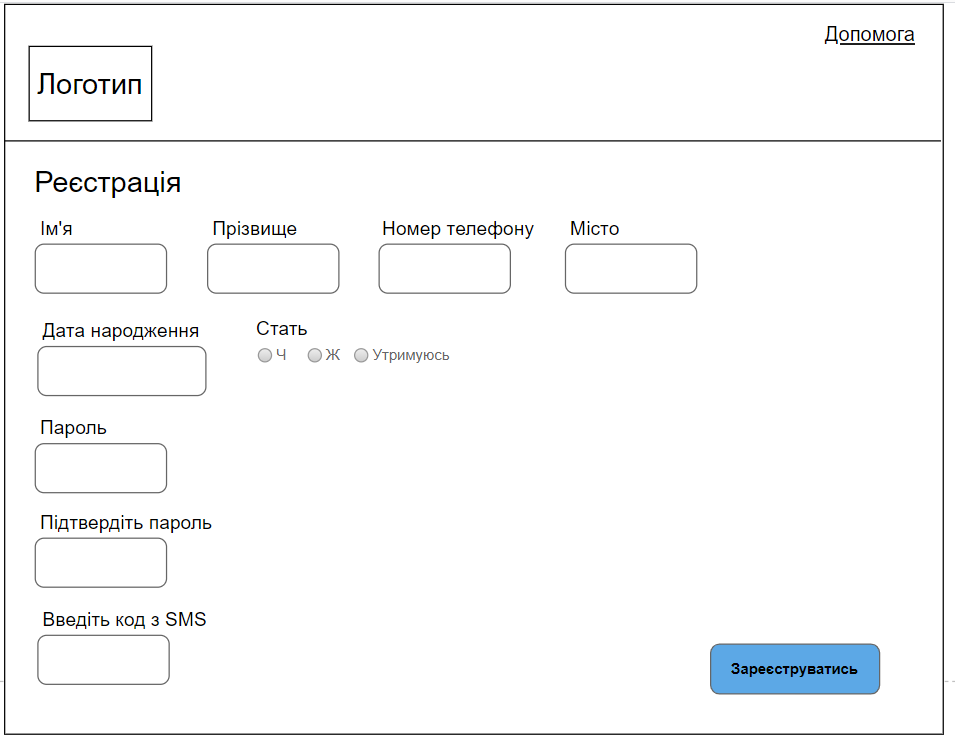 Допомога
Логотип
Реєстрація
Ім'я
Прізвище
Номер телефону
Місто
Дата народження
Стать
Ч
Ж
Утримуюсь
Пароль
Підтвердіть пароль
Введіть код з SMS
Зареєструватись